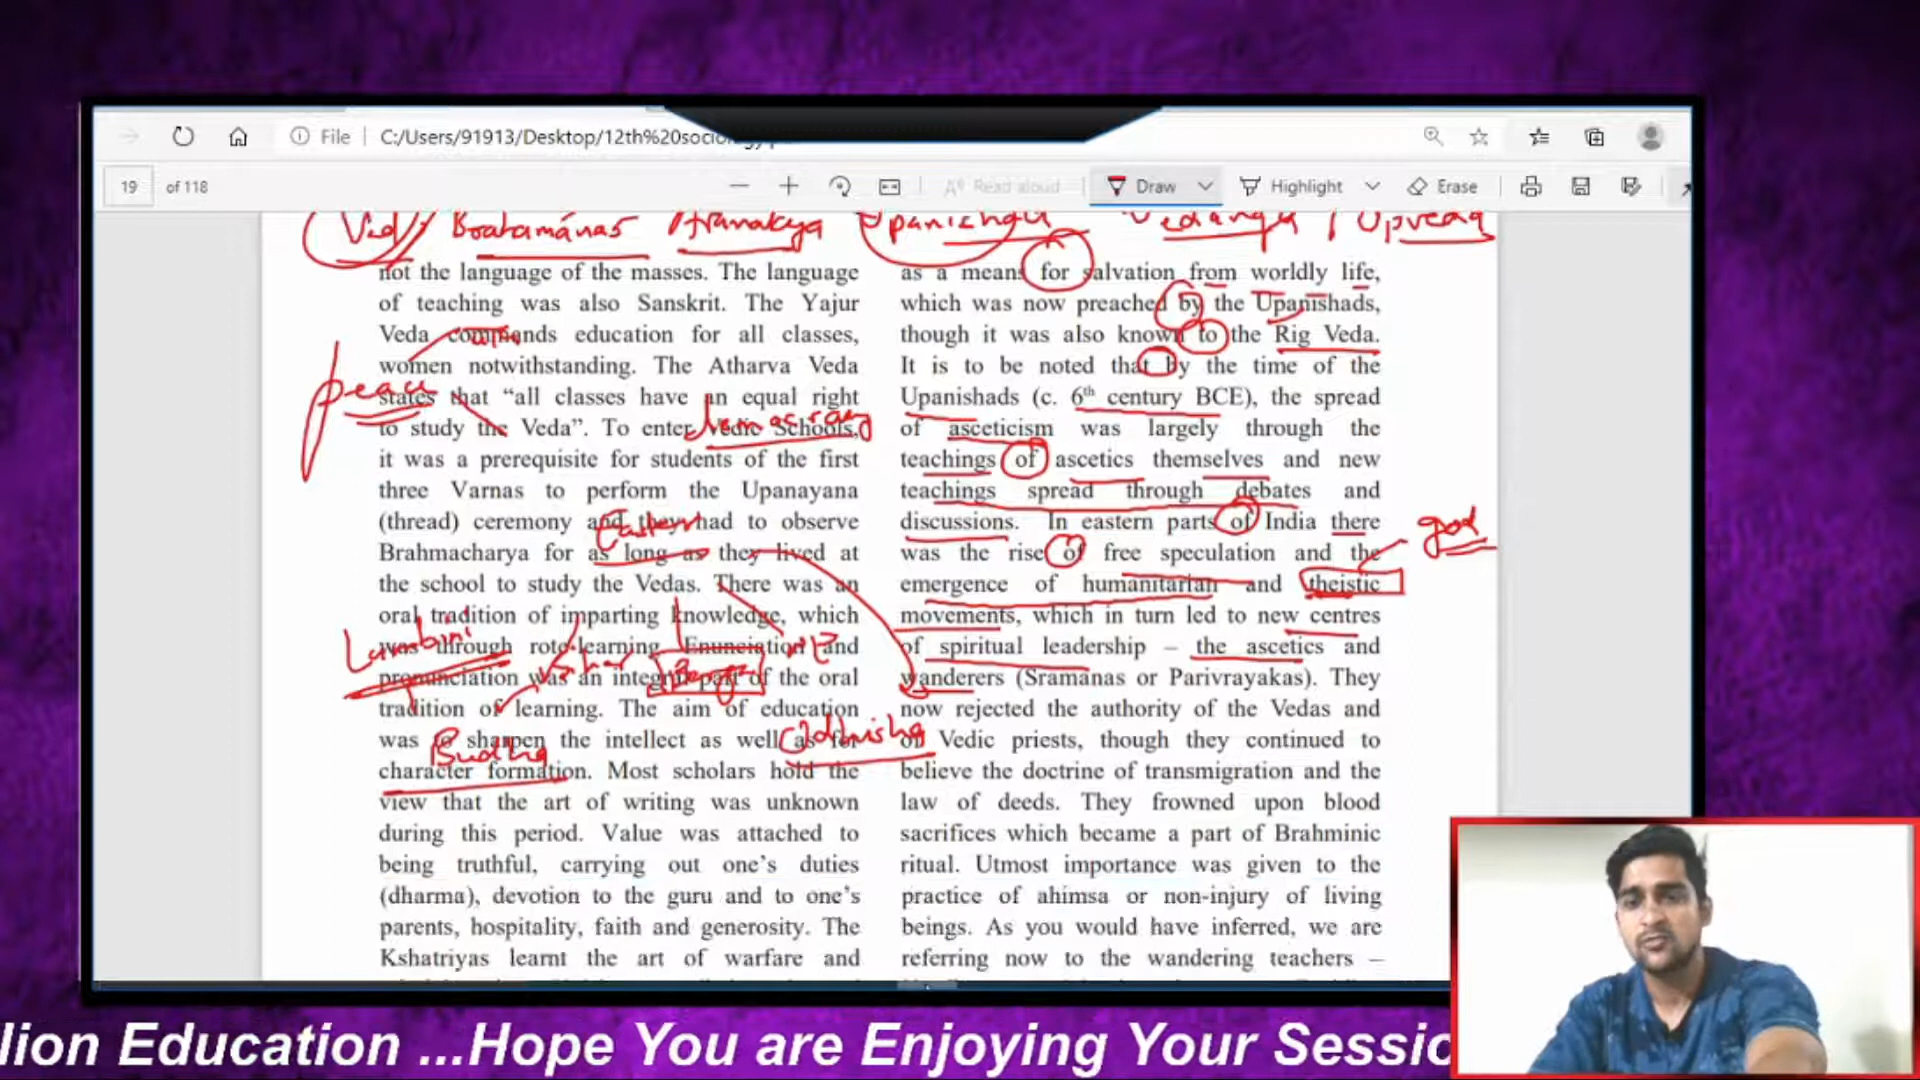 File
C:/Users/91913/Desktop/12th%20sociology
19 of 118
Read aloud
Draw
Highlight
Erase
Ved Brahamánas Aranakya Upanishad Vedanga / Upveda
not the language of the masses. The language
of teaching was also Sanskrit. The Yajur
Veda commands education for all classes,
women notwithstanding. The Atharva Veda
peace
states that “all classes have an equal right
to study the Veda”. To enter Vedic Schools,
it was a prerequisite for students of the first
three Varnas to perform the Upanayana
(thread) ceremony and they had to observe
Eastern
Brahmacharya for as long as they lived at
the school to study the Vedas. There was an
oral tradition of imparting knowledge, which
Lumbini
was through rote-learning. Enunciation and
NE
pronunciation was an integral part of the oral
tradition of learning. The aim of education
was to sharpen the intellect as well as for
Budha
character formation. Most scholars hold the
view that the art of writing was unknown
during this period. Value was attached to
being truthful, carrying out one’s duties
(dharma), devotion to the guru and to one’s
parents, hospitality, faith and generosity. The
Kshatriyas learnt the art of warfare and
as a means for salvation from worldly life,
which was now preached by the Upanishads,
though it was also known to the Rig Veda.
It is to be noted that by the time of the
Upanishads (c. 6th century BCE), the spread
of asceticism was largely through the
teachings of ascetics themselves and new
teachings spread through debates and
discussions. In eastern parts of India there
god
was the rise of free speculation and the
emergence of humanitarian and theistic
movements, which in turn led to new centres
of spiritual leadership – the ascetics and
wanderers (Sramanas or Parivrayakas). They
now rejected the authority of the Vedas and
of Vedic priests, though they continued to
believe the doctrine of transmigration and the
law of deeds. They frowned upon blood
sacrifices which became a part of Brahminic
ritual. Utmost importance was given to the
practice of ahimsa or non-injury of living
beings. As you would have inferred, we are
referring now to the wandering teachers –
lion Education ...Hope You are Enjoying Your Sessio